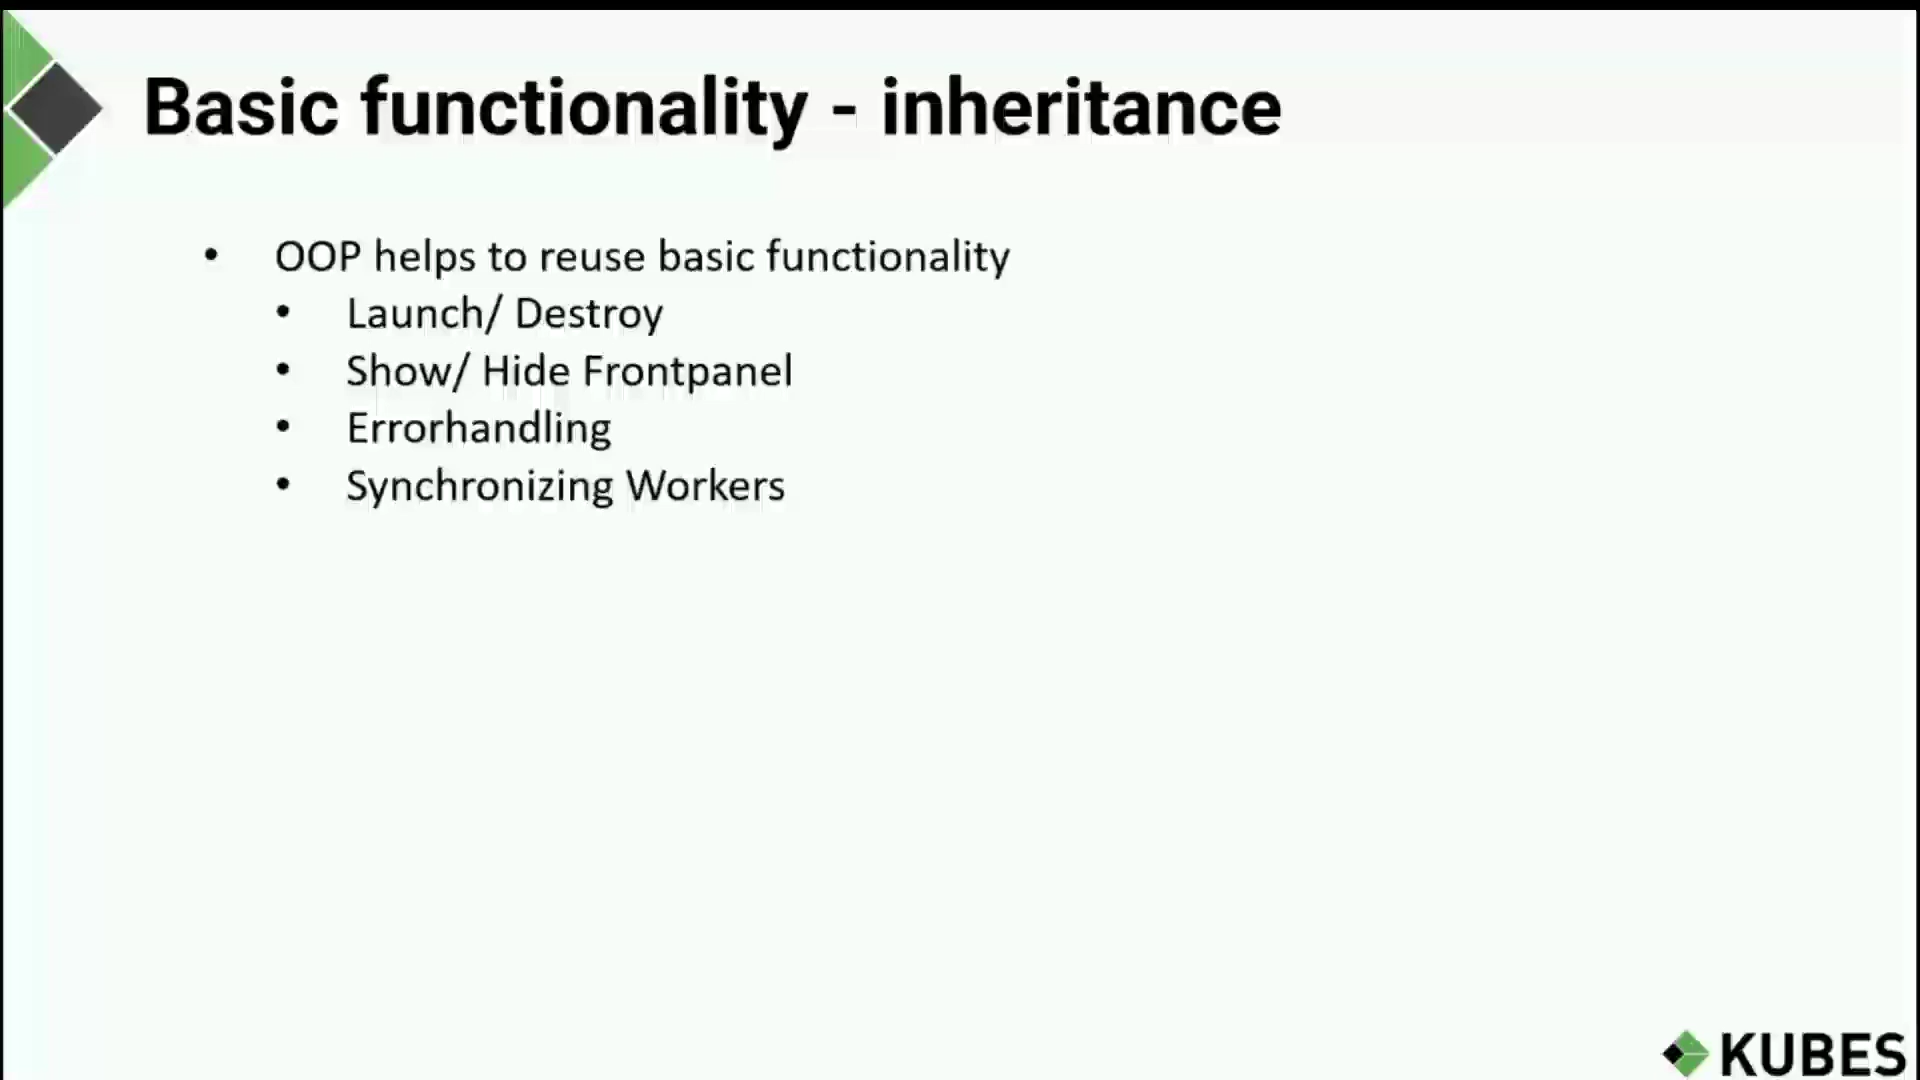 Basic functionality - inheritance
• OOP helps to reuse basic functionality
• Launch/ Destroy
• Show/ Hide Frontpanel
• Errorhandling
• Synchronizing Workers
KUBES